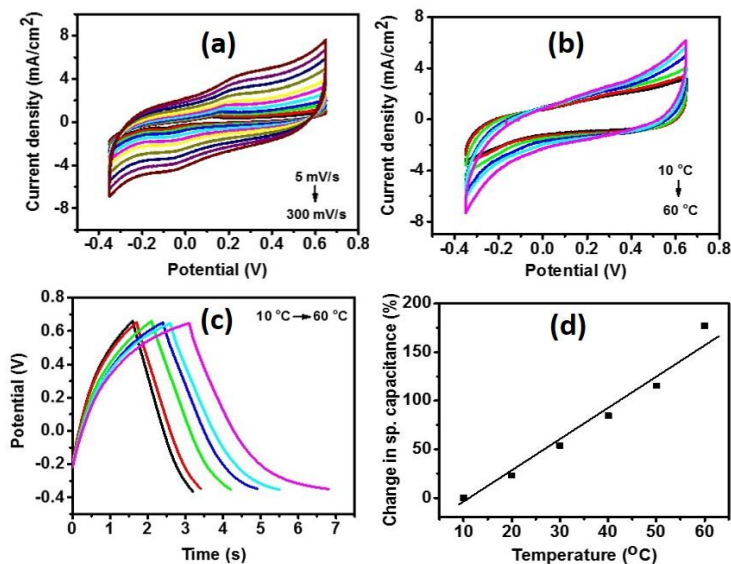 (a)
8
4
0
-4
-8
Current density (mA/cm²)
5 mV/s
300 mV/s
-0.4 -0.2 0.0 0.2 0.4 0.6 0.8
Potential (V)
(b)
8
4
0
-4
-8
Current density (mA/cm²)
10 °C
60 °C
-0.4 -0.2 0.0 0.2 0.4 0.6 0.8
Potential (V)
(c)
10 °C→60 °C
0.8
0.6
0.4
0.2
0.0
-0.2
-0.4
Potential (V)
0 1 2 3 4 5 6 7 8
Time (s)
(d)
200
175
150
125
100
75
50
25
0
Change in sp. capacitance (%)
10 20 30 40 50 60
Temperature (°C)